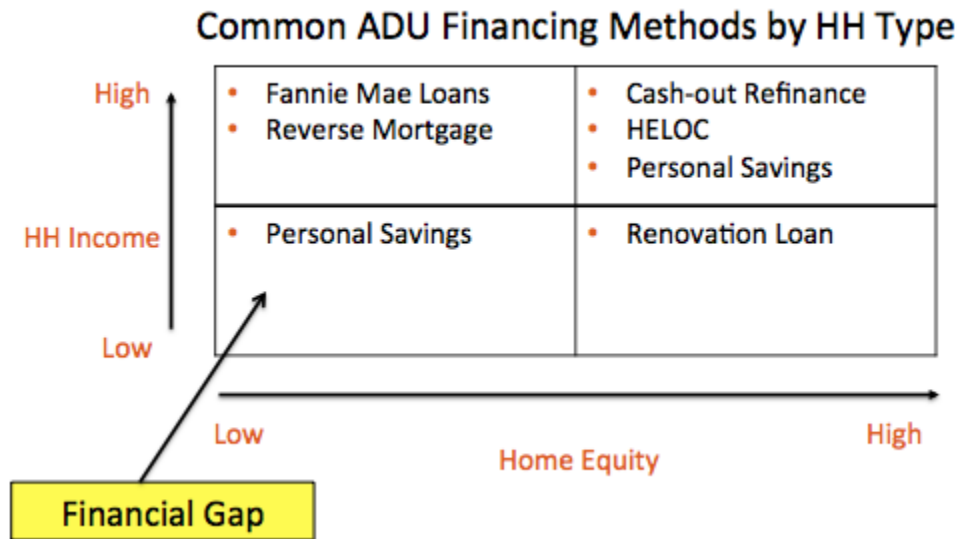 Common ADU Financing Methods by HH Type
High
• Fannie Mae Loans
• Reverse Mortgage
• Cash-out Refinance
• HELOC
• Personal Savings
HH Income
• Personal Savings
• Renovation Loan
Low
Low
High
Home Equity
Financial Gap